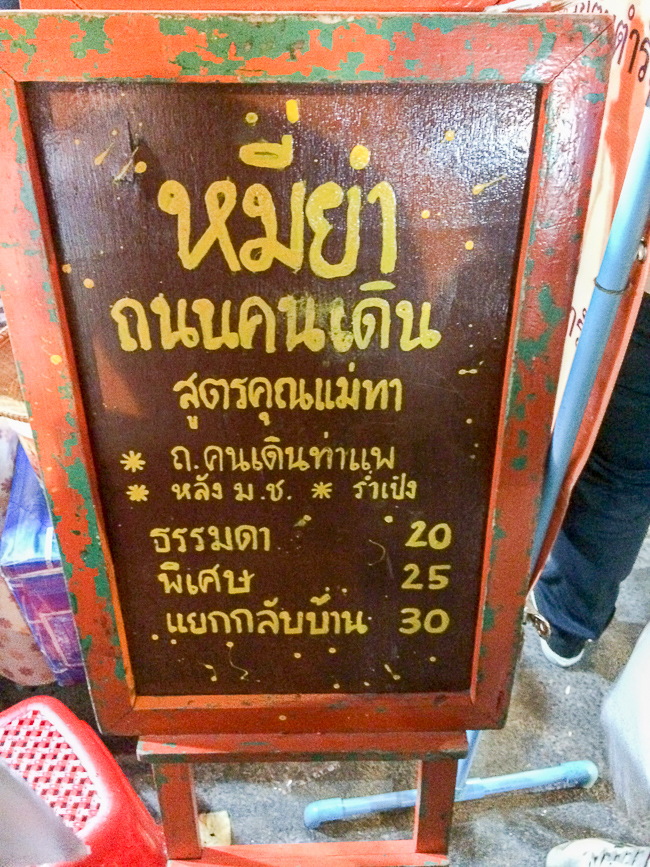 หมี่ยำ
ถนนคนเดิน
สูตรคุณแม่ทา
* ถ.คนเดินท่าแพ
* หลัง ม.ช. * รำเปิง
ธรรมดา 20
พิเศษ 25
แยกกลับบ้าน 30